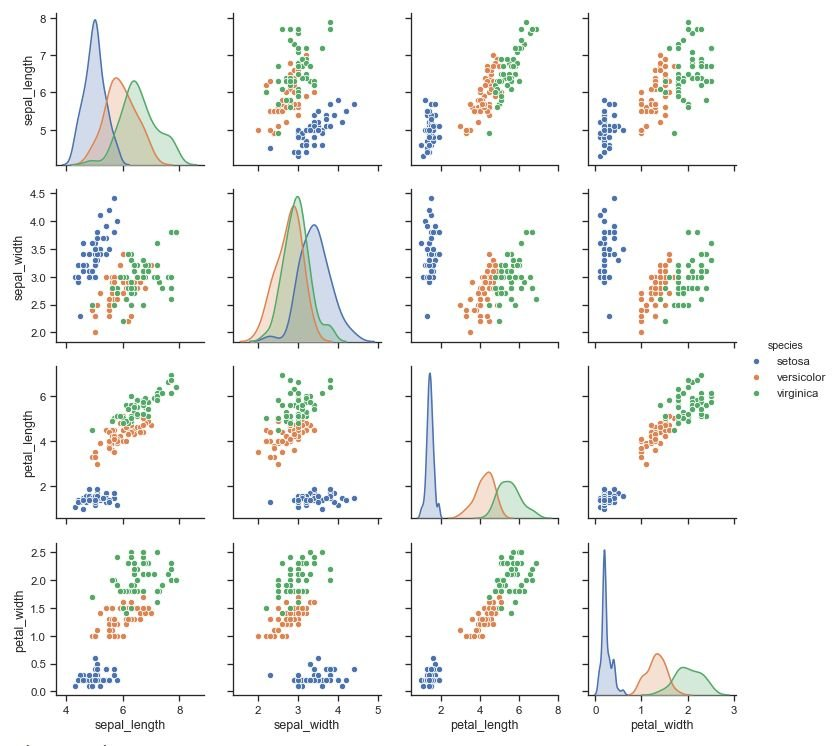 8
7
6
5
sepal_length
4.5
4.0
3.5
3.0
2.5
2.0
sepal_width
species
setosa
versicolor
virginica
6
4
2
petal_length
2.5
2.0
1.5
1.0
0.5
0.0
petal_width
4 6 8
sepal_length
2 3 4 5
sepal_width
2 4 6 8
petal_length
0 1 2 3
petal_width